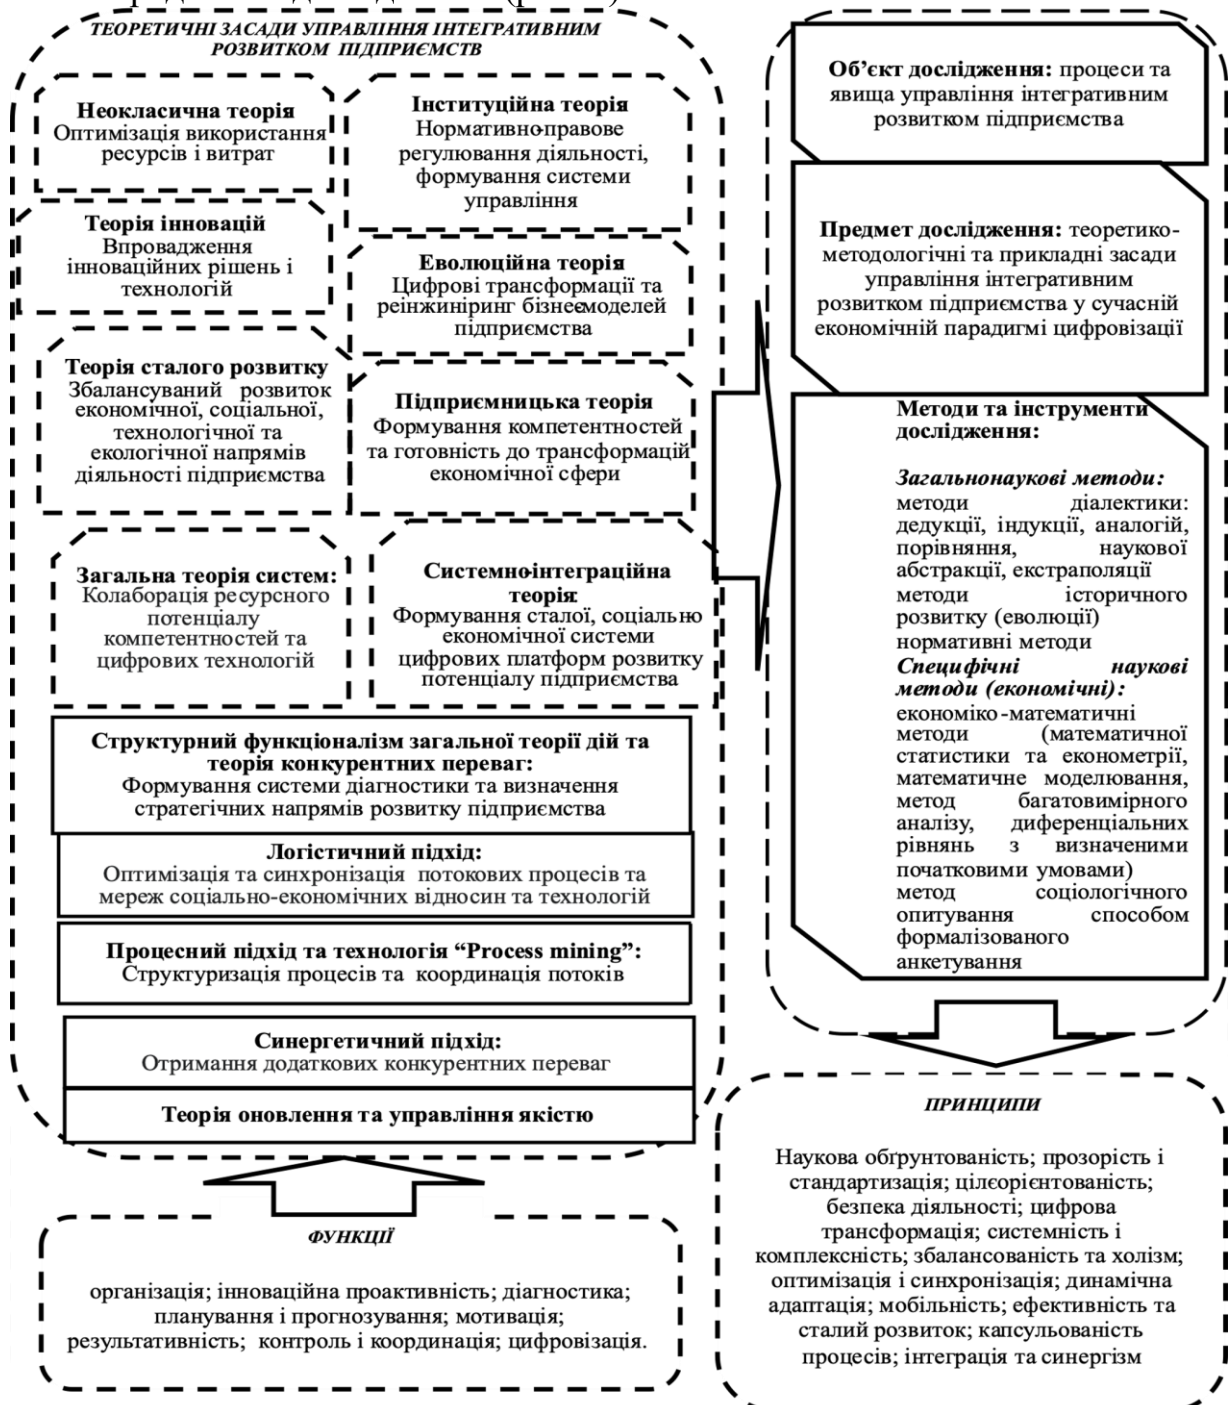 ТЕОРЕТИЧНІ ЗАСАДИ УПРАВЛІННЯ ІНТЕГРАТИВНИМ
РОЗВИТКОМ ПІДПРИЄМСТВ
Неокласична теорія
Оптимізація використання
ресурсів і витрат
Інституційна теорія
Нормативно-правове
регулювання діяльності,
формування системи
управління
Теорія інновацій
Впровадження
інноваційних рішень і
технологій
Еволюційна теорія
Цифрові трансформації та
реінжиніринг бізнес-моделей
підприємства
Теорія сталого розвитку
Збалансуваний розвиток
економічної, соціальної,
технологічної та
екологічної напрямів
діяльності підприємства
Підприємницька теорія
Формування компетентностей
та готовність до трансформацій
економічної сфери
Загальна теорія систем:
Колаборація ресурсного
потенціалу
компетентностей та
цифрових технологій
Системно-інтеграційна
теорія:
Формування сталої, соціально
економічної системи
цифрових платформ розвитку
потенціалу підприємства
Структурний функціоналізм загальної теорії дій та
теорія конкурентних переваг:
Формування системи діагностики та визначення
стратегічних напрямів розвитку підприємства
Логістичний підхід:
Оптимізація та синхронізація потокових процесів та
мереж соціально-економічних відносин та технологій
Процесний підхід та технологія “Process mining”:
Структуризація процесів та координація потоків
Синергетичний підхід:
Отримання додаткових конкурентних переваг
Теорія оновлення та управління якістю
ФУНКЦІЇ
організація; інноваційна проактивність; діагностика;
планування і прогнозування; мотивація;
результативність; контроль і координація; цифровізація.
Об’єкт дослідження: процеси та
явища управління інтегративним
розвитком підприємства
Предмет дослідження: теоретико-
методологічні та прикладні засади
управління інтегративним
розвитком підприємства у сучасній
економічній парадигмі цифровізації
Методи та інструменти
дослідження:
Загальнонаукові методи:
методи діалектики:
дедукції, індукції, аналогій,
порівняння, наукової
абстракції, екстраполяції
методи історичного
розвитку (еволюції)
нормативні методи
Специфічні наукові
методи (економічні):
економіко-математичні
методи (математичної
статистики та економетрії,
математичне моделювання,
метод багатовимірного
аналізу, диференціальних
рівнянь з визначеними
початковими умовами)
метод соціологічного
опитування способом
формалізованого
анкетування
ПРИНЦИПИ
Наукова обґрунтованість; прозорість і
стандартизація; цілєорієнтованість;
безпека діяльності; цифрова
трансформація; системність і
комплексність; збалансованість та холізм;
оптимізація і синхронізація; динамічна
адаптація; мобільність; ефективність та
сталий розвиток; капсульованість
процесів; інтеграція та синергізм